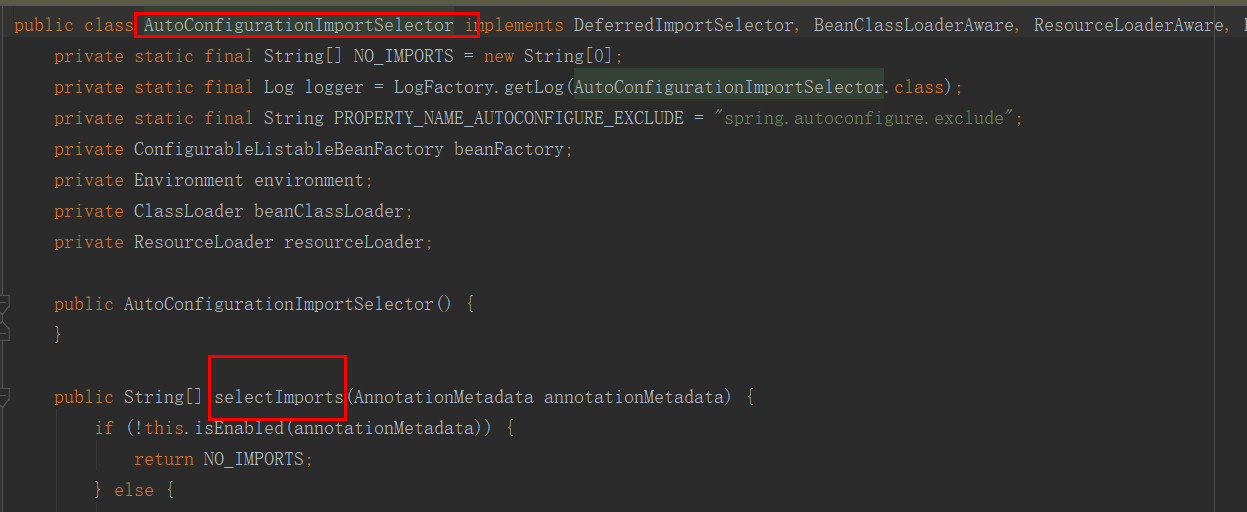 public class AutoConfigurationImportSelector implements DeferredImportSelector, BeanClassLoaderAware, ResourceLoaderAware,
private static final String[] NO_IMPORTS = new String[0];
private static final Log logger = LogFactory.getLog(AutoConfigurationImportSelector.class);
private static final String PROPERTY_NAME_AUTOCONFIGURE_EXCLUDE = "spring.autoconfigure.exclude";
private ConfigurableListableBeanFactory beanFactory;
private Environment environment;
private ClassLoader beanClassLoader;
private ResourceLoader resourceLoader;
public AutoConfigurationImportSelector() {
}
public String[] selectImports(AnnotationMetadata annotationMetadata) {
if (!this.isEnabled(annotationMetadata)) {
return NO_IMPORTS;
} else {